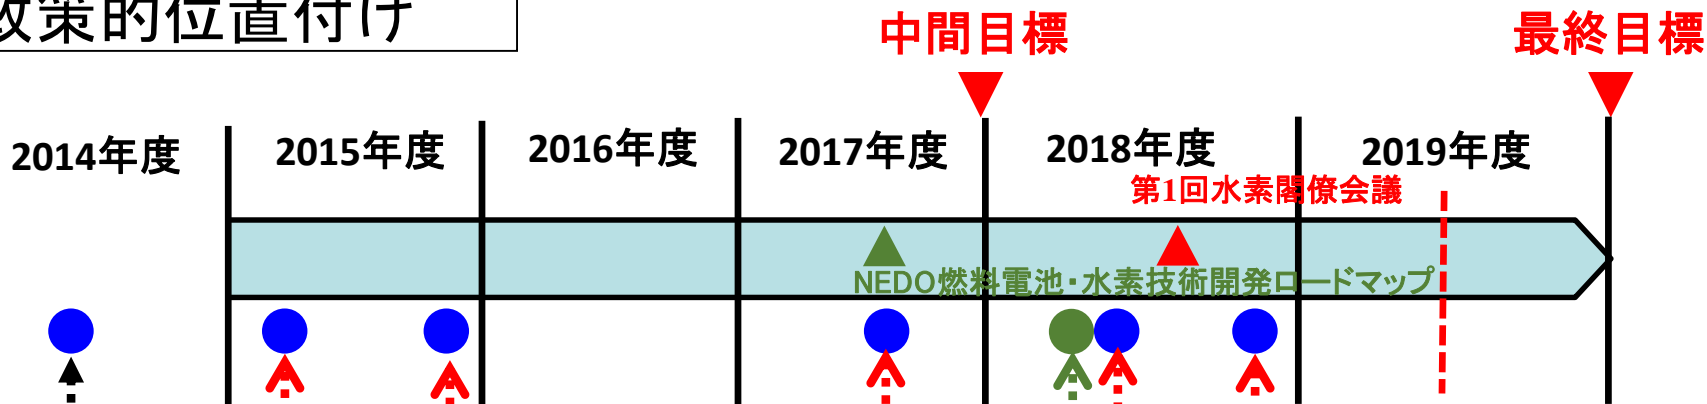 政策的位置付け
中間目標
最終目標
2014年度
2015年度
2016年度
2017年度
2018年度
2019年度
第1回水素閣僚会議
NEDO燃料電池・水素技術開発ロードマップ